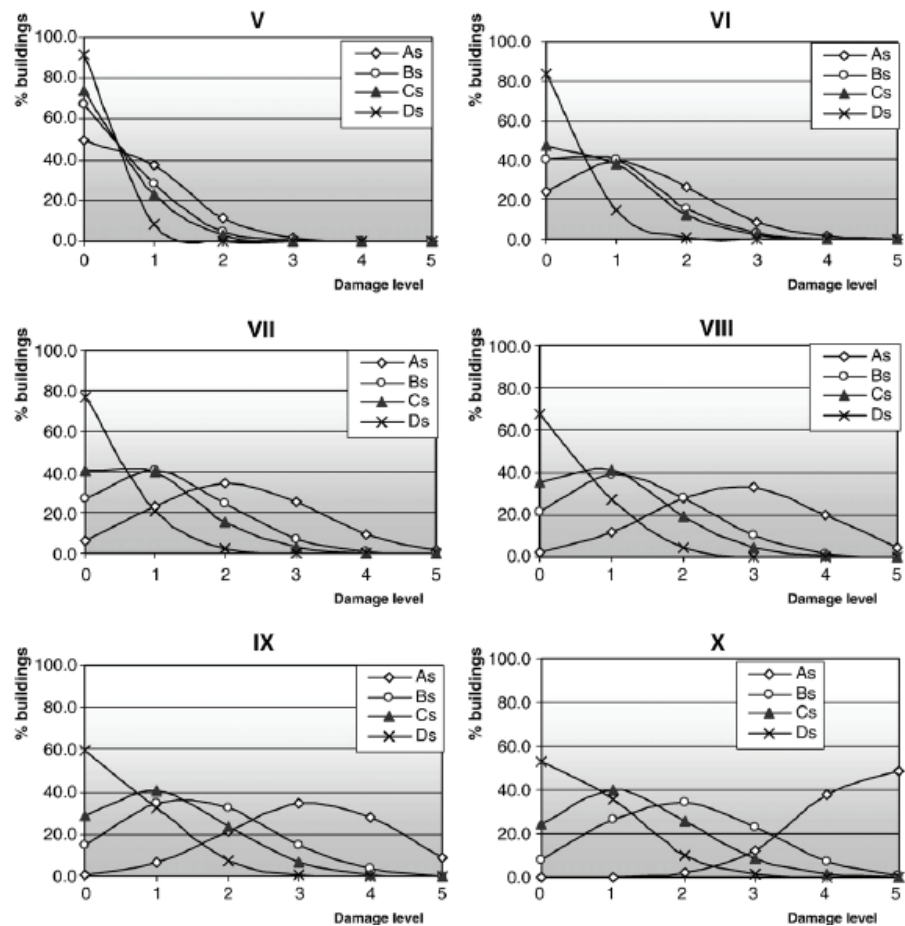 V
% buildings
100.0
80.0
60.0
40.0
20.0
0.0
As
Bs
Cs
Ds
0 1 2 3 4 5
Damage level
VI
% buildings
100.0
80.0
60.0
40.0
20.0
0.0
As
Bs
Cs
Ds
0 1 2 3 4 5
Damage level
VII
% buildings
100.0
80.0
60.0
40.0
20.0
0.0
As
Bs
Cs
Ds
0 1 2 3 4 5
Damage level
VIII
% buildings
100.0
80.0
60.0
40.0
20.0
0.0
As
Bs
Cs
Ds
0 1 2 3 4 5
Damage level
IX
% buildings
100.0
80.0
60.0
40.0
20.0
0.0
As
Bs
Cs
Ds
0 1 2 3 4 5
Damage level
X
% buildings
100.0
80.0
60.0
40.0
20.0
0.0
As
Bs
Cs
Ds
0 1 2 3 4 5
Damage level